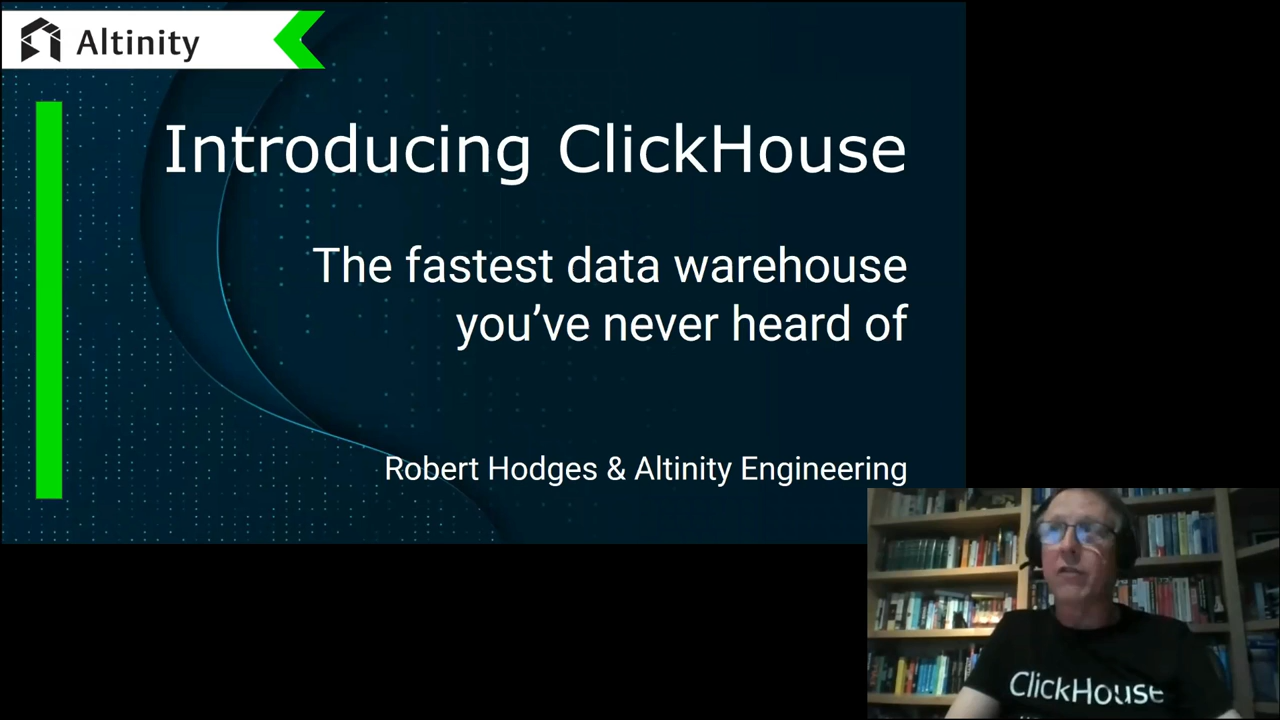 Altinity
Introducing ClickHouse
The fastest data warehouse
you’ve never heard of
Robert Hodges & Altinity Engineering
ClickHouse